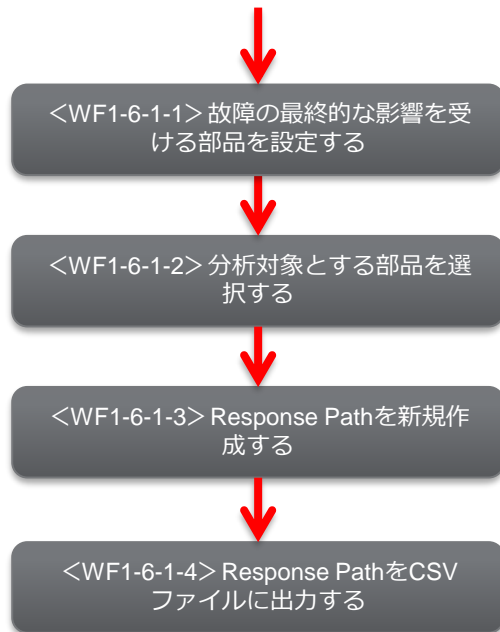 <WF1-6-1-1>故障の最終的な影響を受
ける部品を設定する
<WF1-6-1-2>分析対象とする部品を選
択する
<WF1-6-1-3>Response Pathを新規作
成する
<WF1-6-1-4>Response PathをCSV
ファイルに出力する